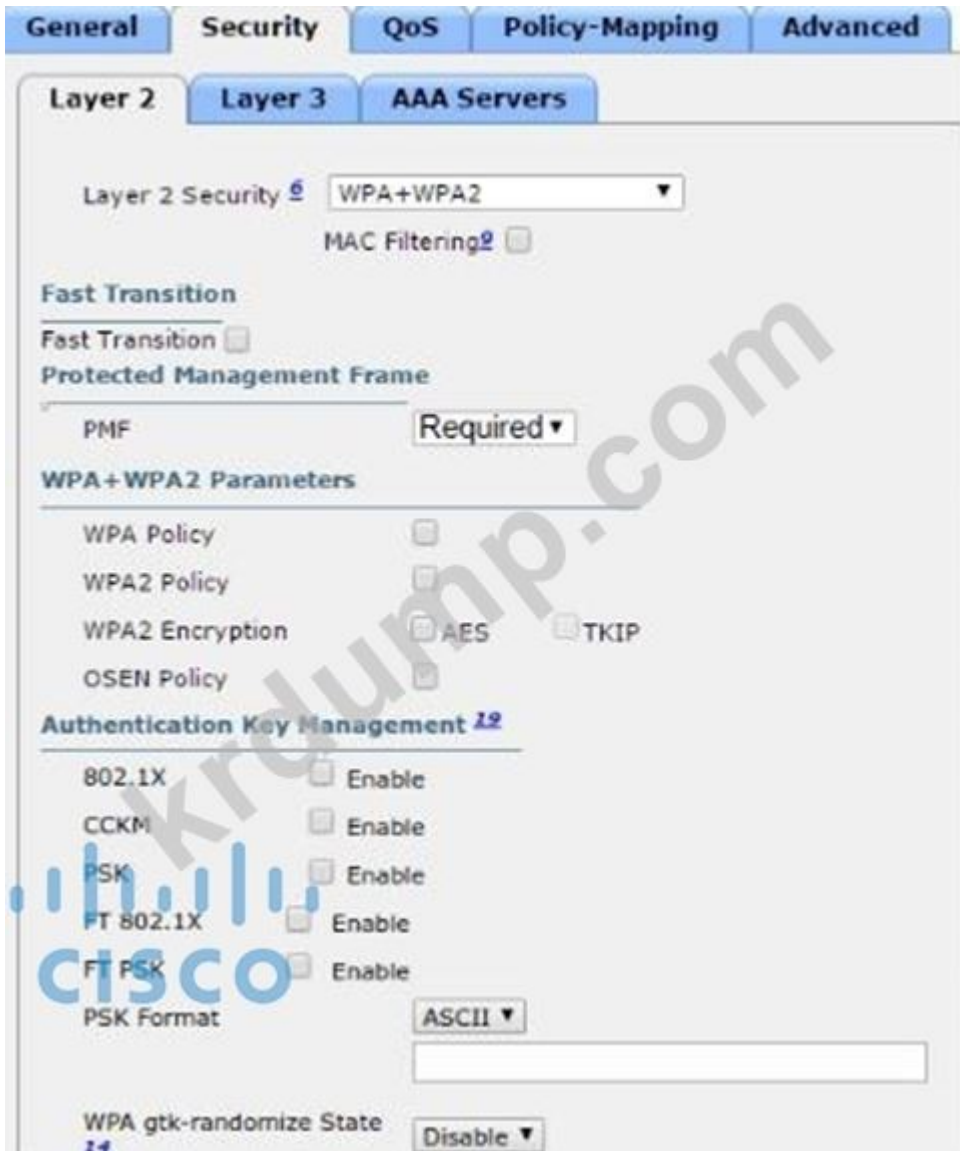 General Security QoS Policy-Mapping Advanced
Layer 2 Layer 3 AAA Servers
Layer 2 Security 6 WPA+WPA2
MAC Filtering 9
Fast Transition
Fast Transition
Protected Management Frame
PMF Required
WPA+WPA2 Parameters
WPA Policy
WPA2 Policy
WPA2 Encryption AES TKIP
OSEN Policy
Authentication Key Management 19
802.1X Enable
CCKM Enable
PSK Enable
FT 802.1X Enable
FT PSK Enable
PSK Format ASCII
WPA gtk-randomize State Disable
14
krdump.com
CISCO